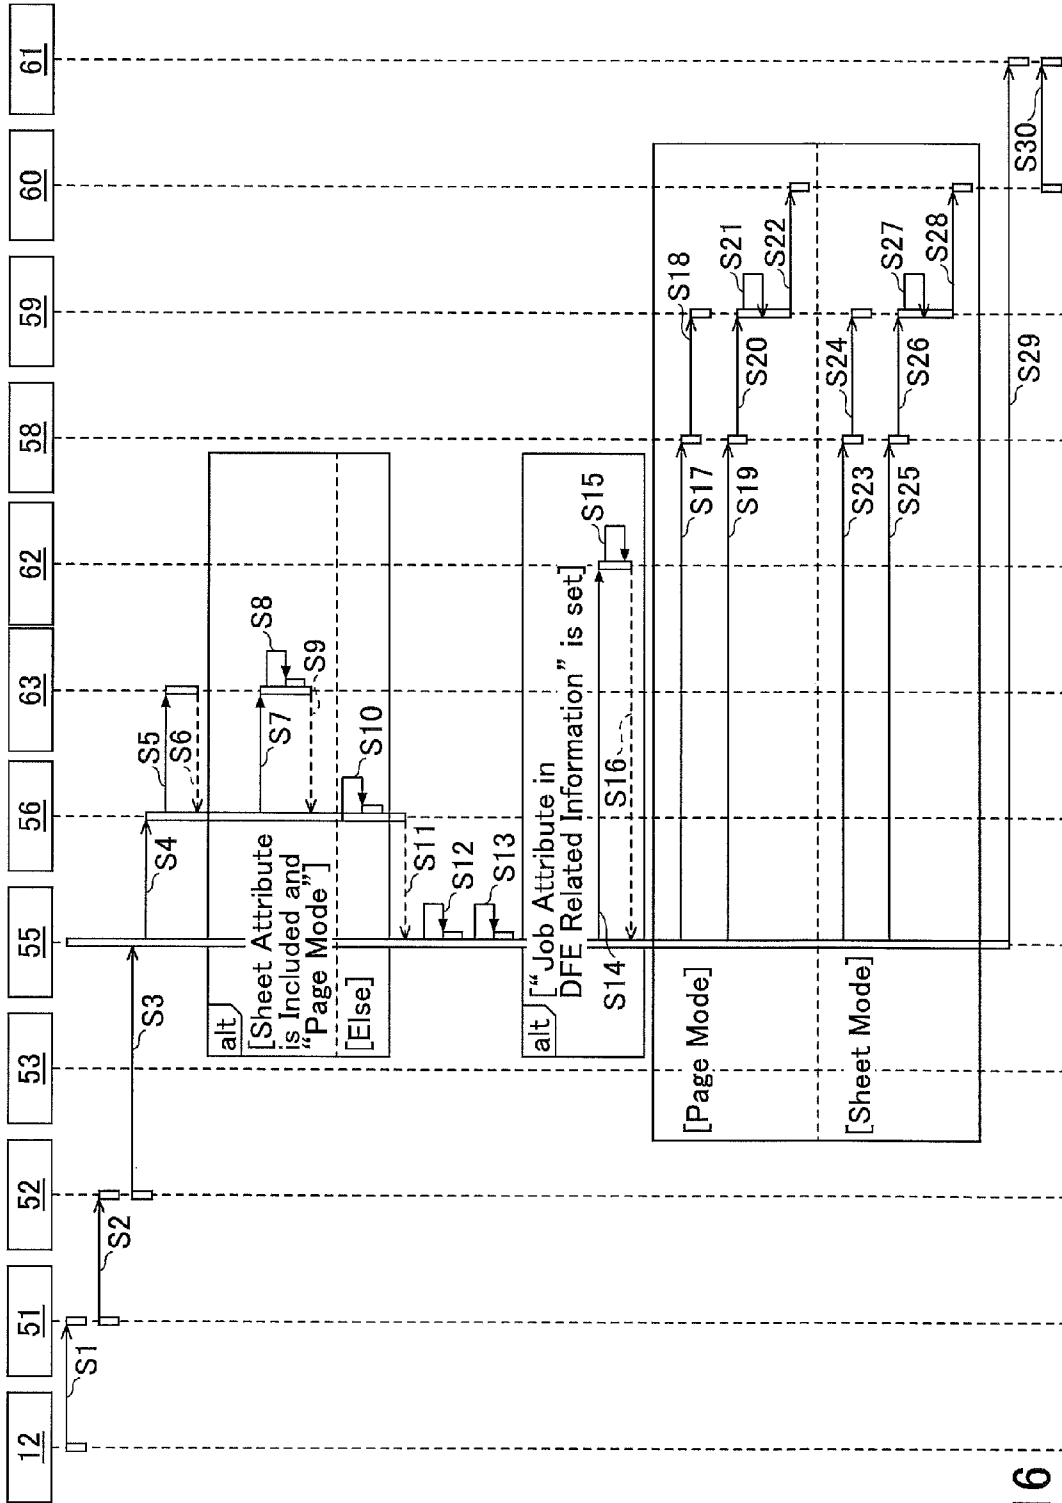 12
51
52
53
55
56
63
62
58
59
60
61
S1
S2
S3
S4
S5
S6
alt
[Sheet Attribute
is Included and
“Page Mode”]
S7
S8
S9
[Else]
S10
S11
S12
S13
alt
[“Job Attribute in
DFE Related Information” is set]
S14
S15
S16
[Page Mode]
S17
S18
S19
S20
S21
S22
[Sheet Mode]
S23
S24
S25
S26
S27
S28
S29
S30
6